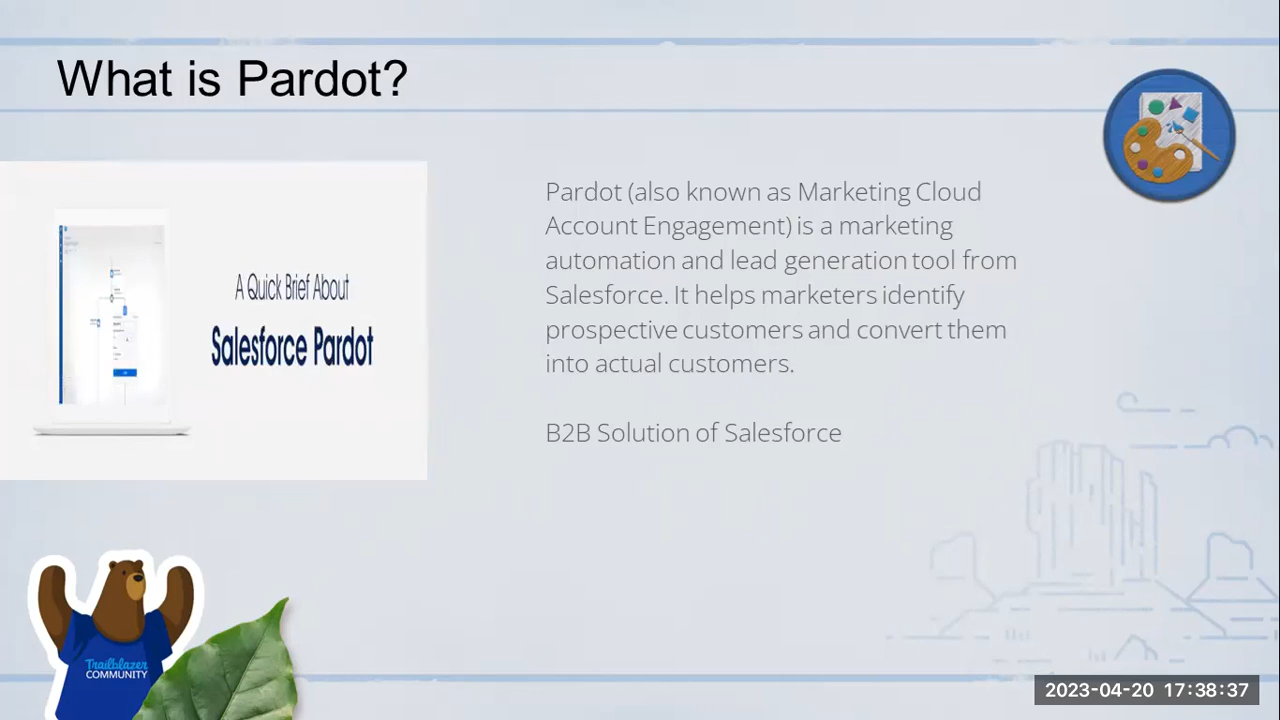 What is Pardot?
A Quick Brief About
Salesforce Pardot
Pardot (also known as Marketing Cloud
Account Engagement) is a marketing
automation and lead generation tool from
Salesforce. It helps marketers identify
prospective customers and convert them
into actual customers.
B2B Solution of Salesforce
Trailblazer
COMMUNITY
2023-04-20 17:38:37